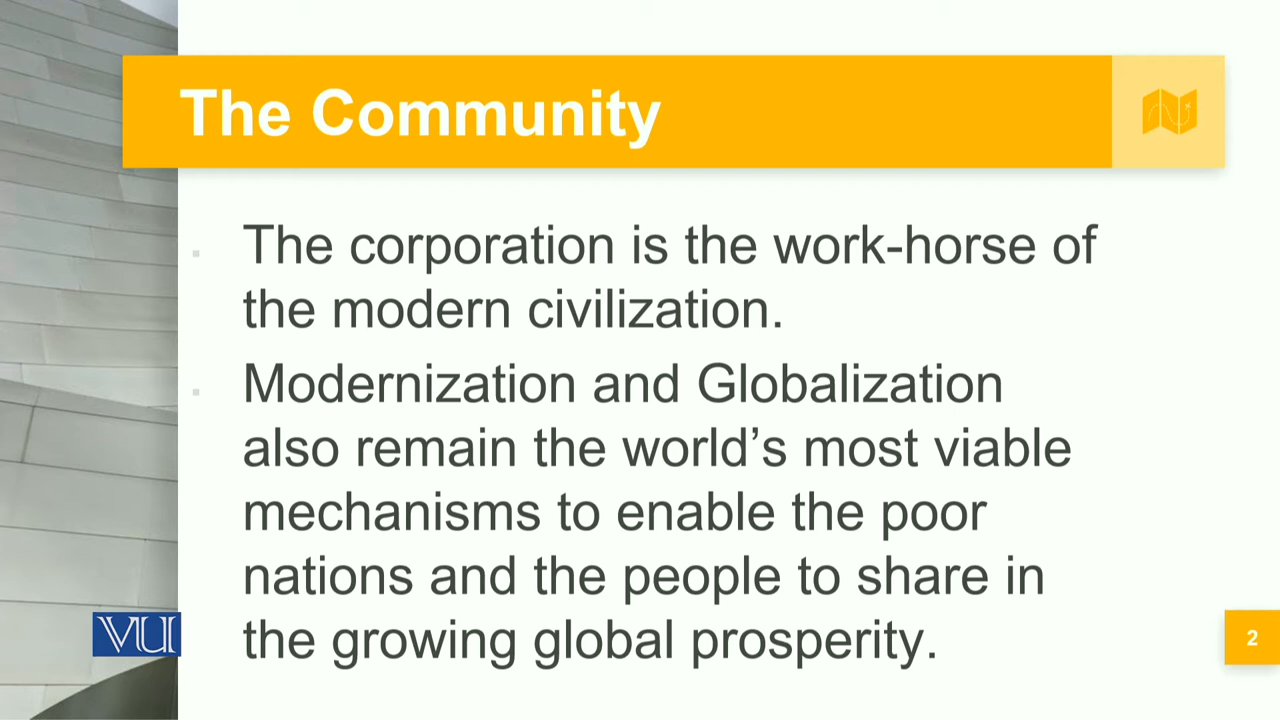 The Community
The corporation is the work-horse of
the modern civilization.
Modernization and Globalization
also remain the world’s most viable
mechanisms to enable the poor
nations and the people to share in
the growing global prosperity.
VU
2